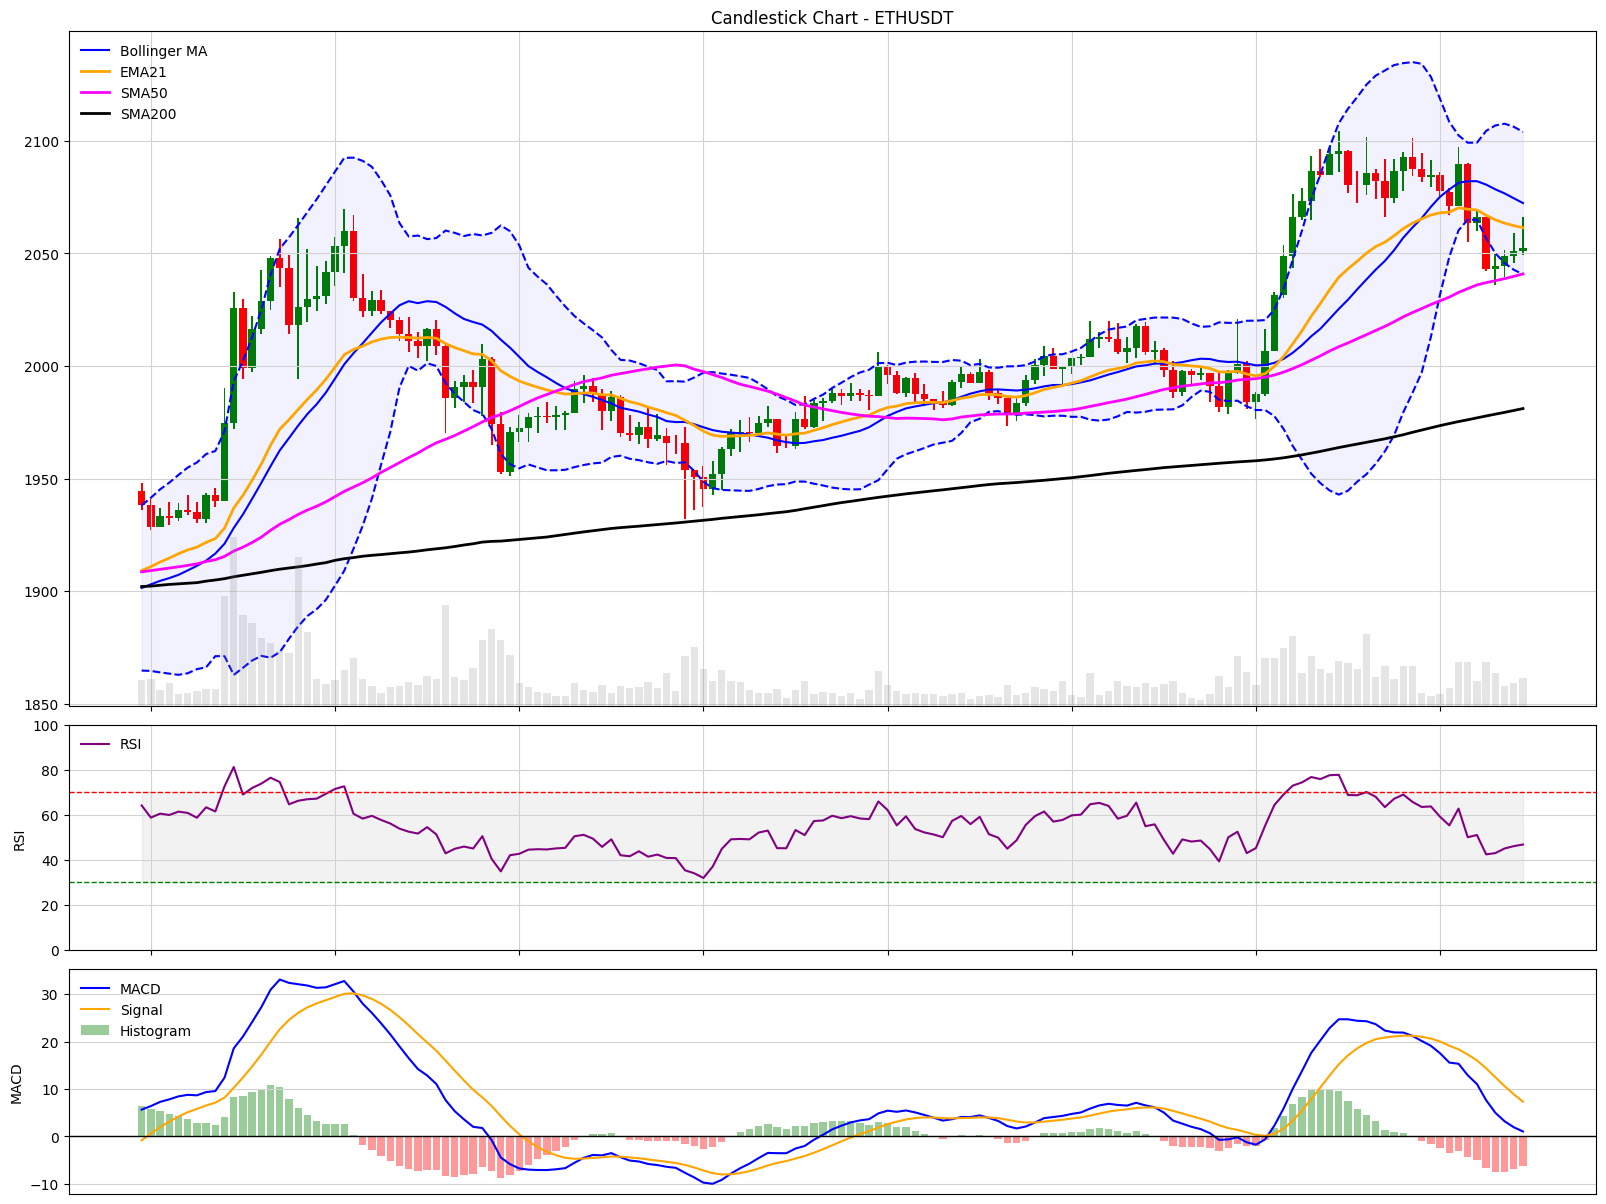 Candlestick Chart - ETHUSDT
Bollinger MA
EMA21
SMA50
SMA200
2100
2050
2000
1950
1900
1850
100
80
60
40
20
0
RSI
RSI
30
20
10
0
−10
MACD
MACD
Signal
Histogram